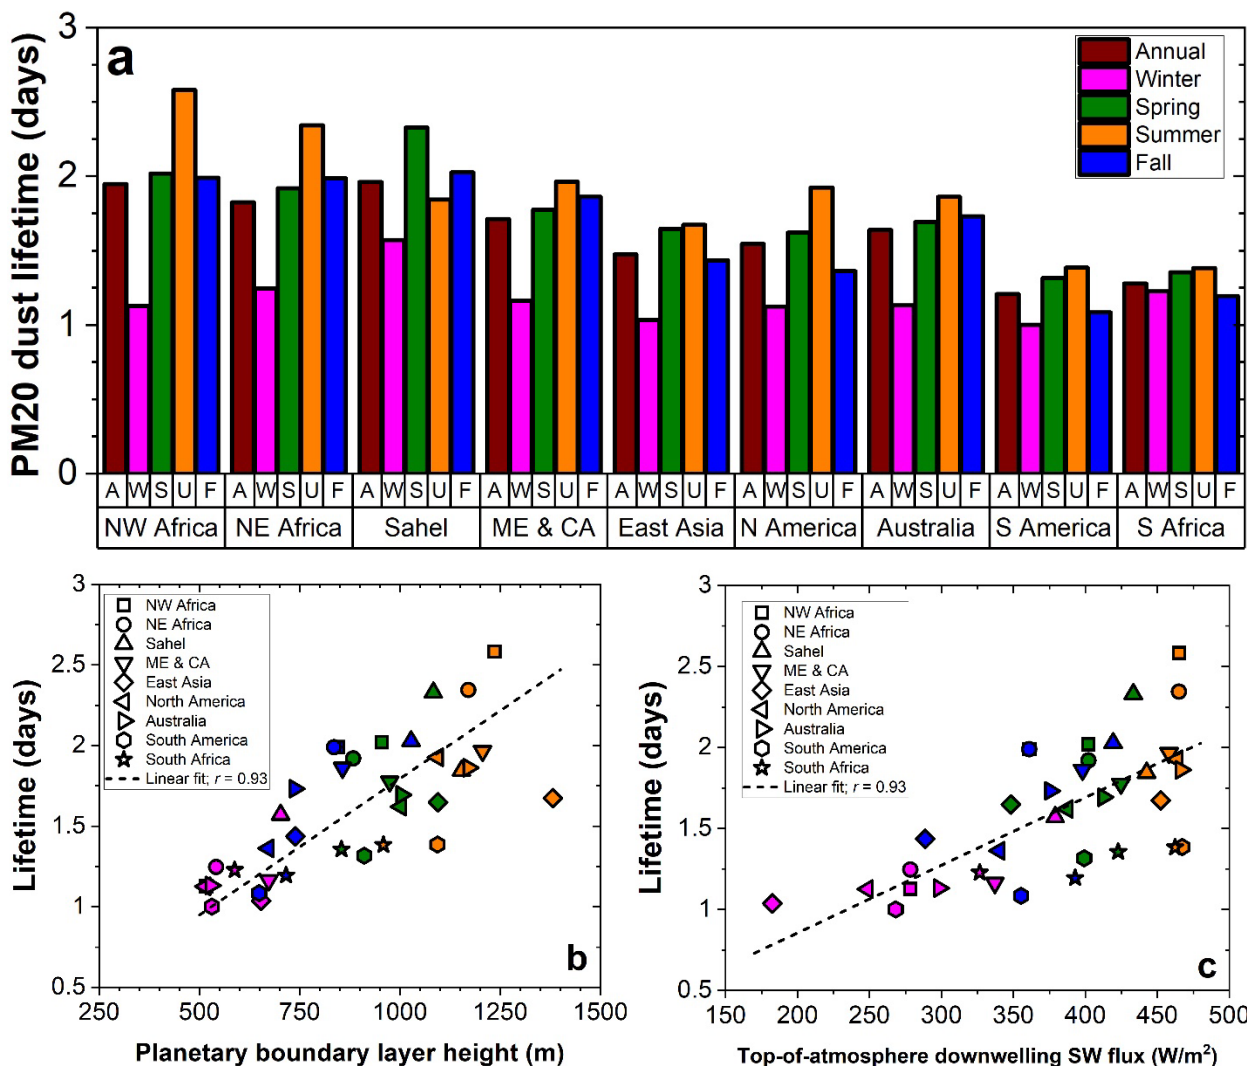 a
PM20 dust lifetime (days)
3
2
1
0
Annual
Winter
Spring
Summer
Fall
A W S U F A W S U F A W S U F A W S U F A W S U F A W S U F A W S U F A W S U F A W S U F
NW Africa NE Africa Sahel ME & CA East Asia N America Australia S America S Africa
b
Lifetime (days)
3
2.5
2
1.5
1
0.5
NW Africa
NE Africa
Sahel
ME & CA
East Asia
North America
Australia
South America
South Africa
Linear fit; r = 0.93
250 500 750 1000 1250 1500
Planetary boundary layer height (m)
c
Lifetime (days)
3
2.5
2
1.5
1
0.5
NW Africa
NE Africa
Sahel
ME & CA
East Asia
North America
Australia
South America
South Africa
Linear fit; r = 0.93
150 200 250 300 350 400 450 500
Top-of-atmosphere downwelling SW flux (W/m²)